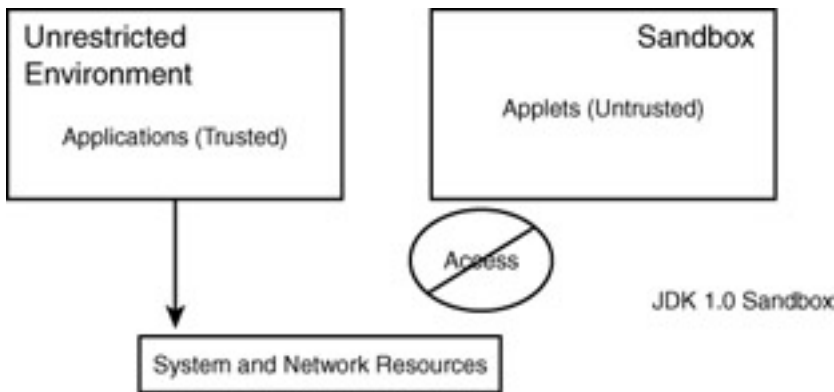 Unrestricted
Environment
Applications (Trusted)
Sandbox
Applets (Untrusted)
Access
JDK 1.0 Sandbox
System and Network Resources